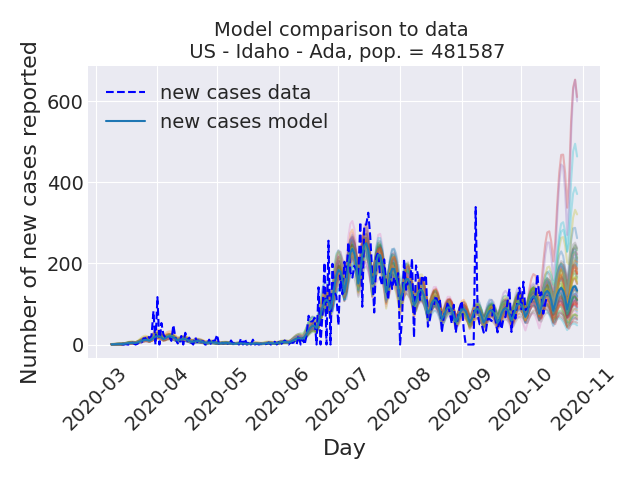 Model comparison to data
US - Idaho - Ada, pop. = 481587
Number of new cases reported
600
400
200
0
new cases data
new cases model
2020-03
2020-04
2020-05
2020-06
2020-07
2020-08
2020-09
2020-10
2020-11
Day